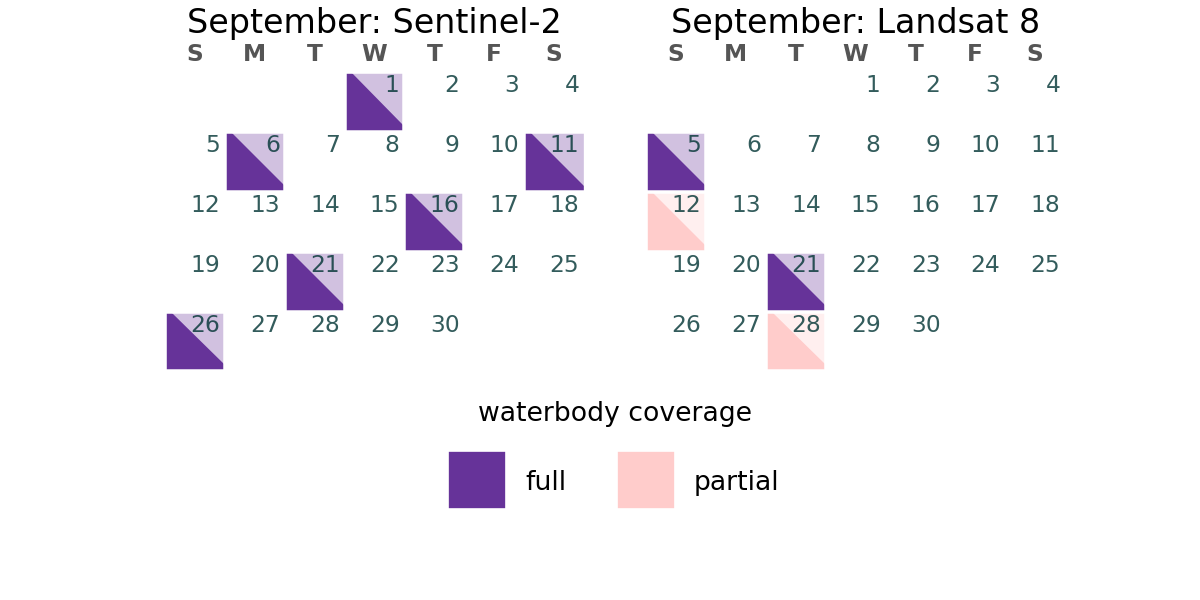 September: Sentinel-2
S M T W T F S
1 2 3 4
5 6 7 8 9 10 11
12 13 14 15 16 17 18
19 20 21 22 23 24 25
26 27 28 29 30
September: Landsat 8
S M T W T F S
1 2 3 4
5 6 7 8 9 10 11
12 13 14 15 16 17 18
19 20 21 22 23 24 25
26 27 28 29 30
waterbody coverage
full
partial